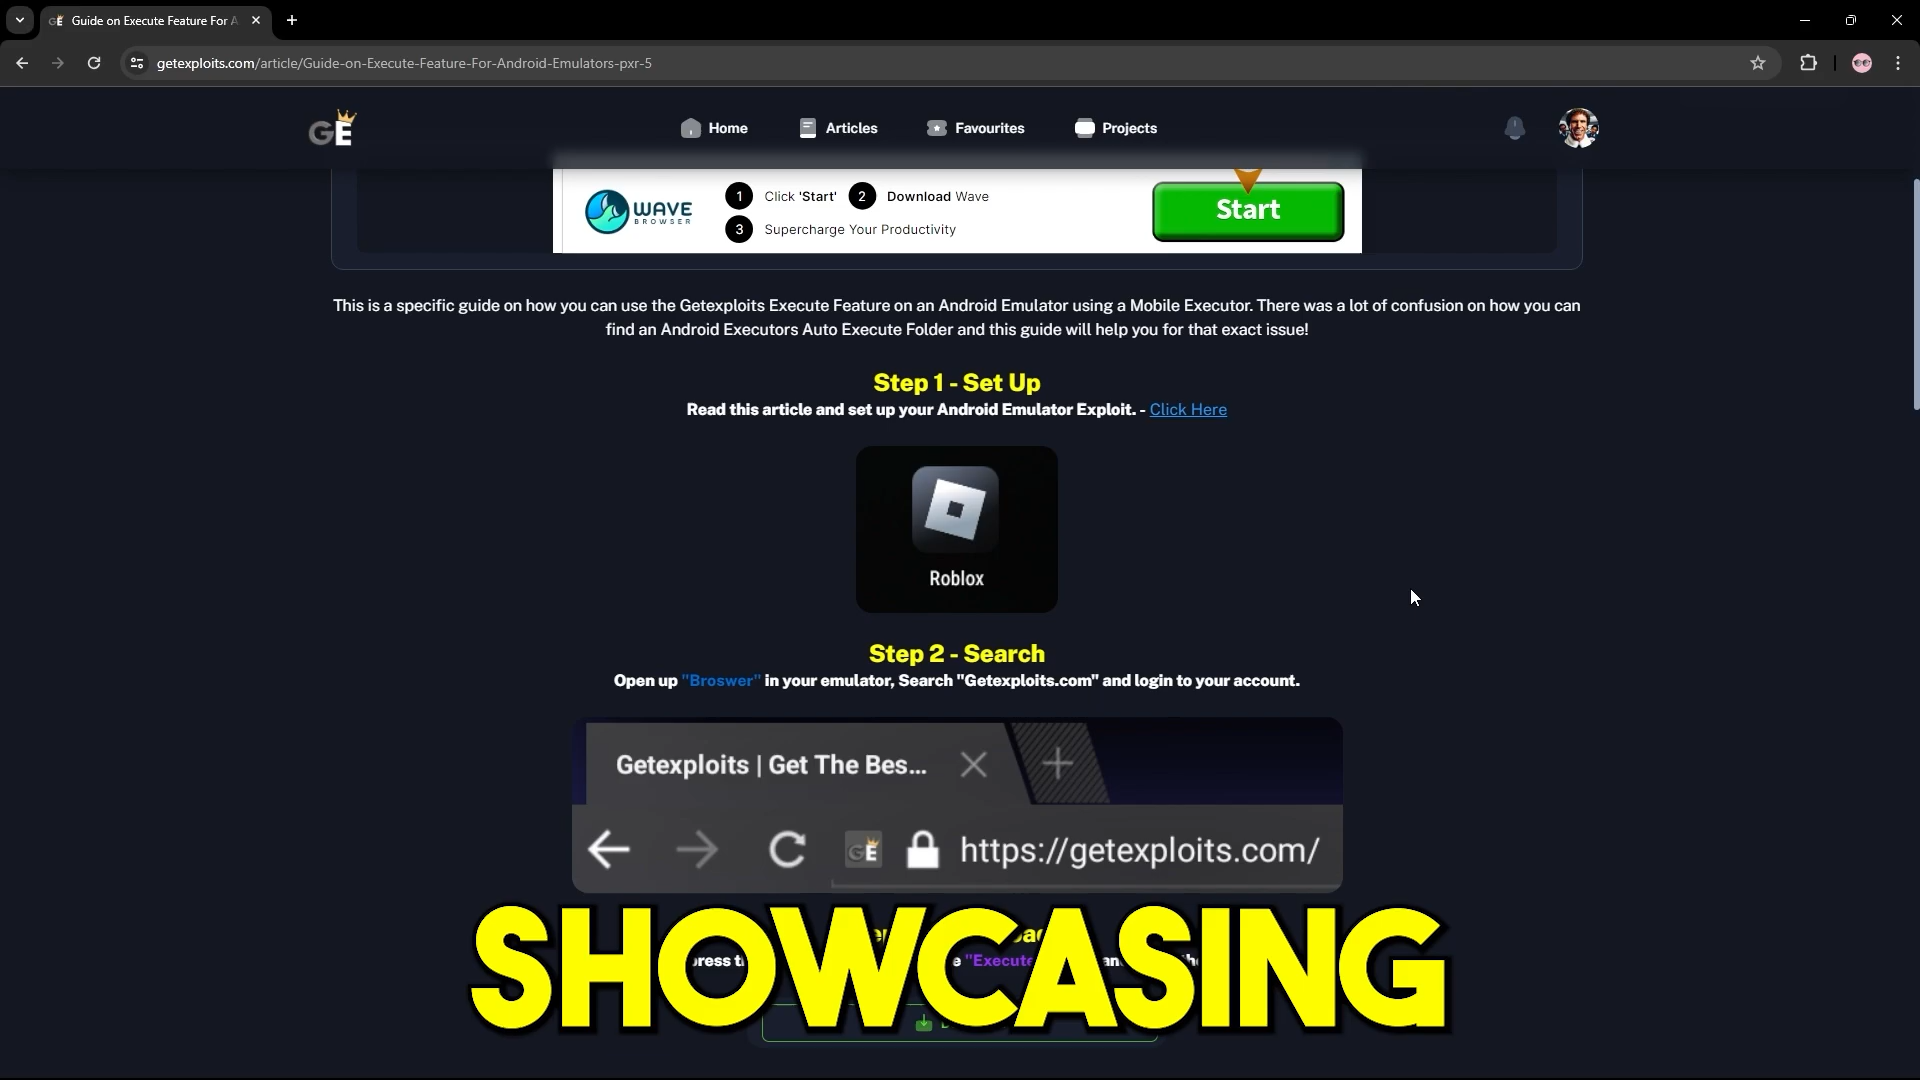 Guide on Execute Feature For A
getexploits.com/article/Guide-on-Execute-Feature-For-Android-Emulators-pxr-5
GE
Home
Articles
Favourites
Projects
WAVE
BROWSER
1 Click 'Start' 2 Download Wave
3 Supercharge Your Productivity
Start
This is a specific guide on how you can use the Getexploits Execute Feature on an Android Emulator using a Mobile Executor. There was a lot of confusion on how you can
find an Android Executors Auto Execute Folder and this guide will help you for that exact issue!
Step 1 - Set Up
Read this article and set up your Android Emulator Exploit. - Click Here
Roblox
Step 2 - Search
Open up "Broswer" in your emulator, Search "Getexploits.com" and login to your account.
Getexploits | Get The Bes...
GE https://getexploits.com/
SHOWCASING
"Execute